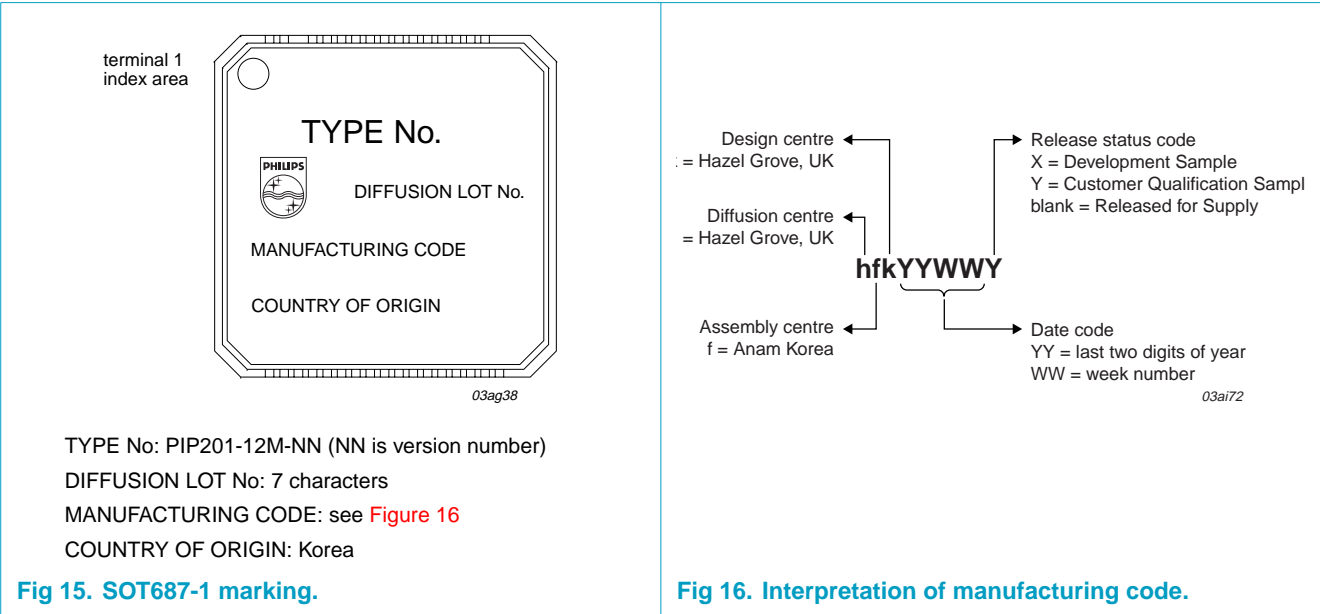 terminal 1
index area
TYPE No.
PHILIPS
DIFFUSION LOT No.
MANUFACTURING CODE
COUNTRY OF ORIGIN
03ag38
TYPE No: PIP201-12M-NN (NN is version number)
DIFFUSION LOT No: 7 characters
MANUFACTURING CODE: see Figure 16
COUNTRY OF ORIGIN: Korea
Fig 15. SOT687-1 marking.
Design centre
= Hazel Grove, UK
Diffusion centre
= Hazel Grove, UK
Assembly centre
f = Anam Korea
hfkYYWWY
Release status code
X = Development Sample
Y = Customer Qualification Sampl
blank = Released for Supply
Date code
YY = last two digits of year
WW = week number
03ai72
Fig 16. Interpretation of manufacturing code.